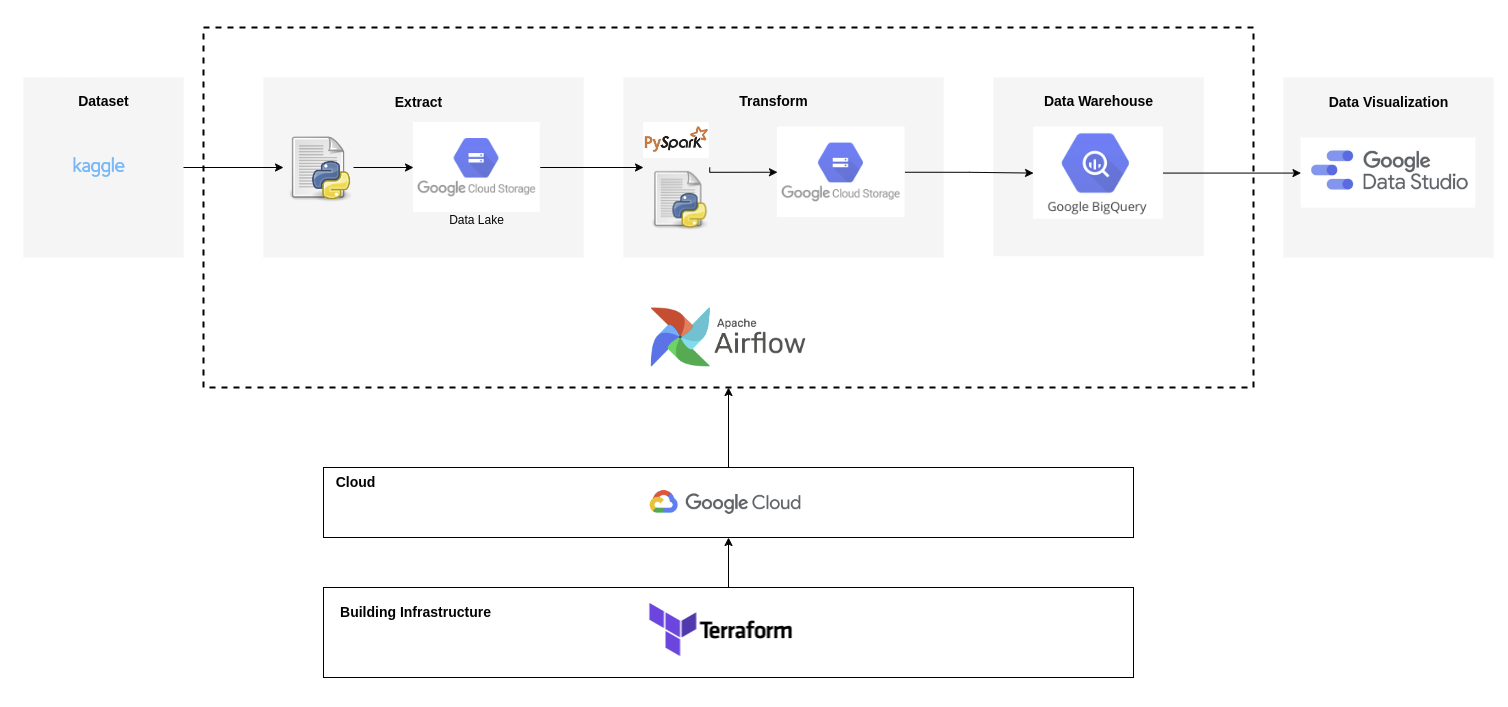 Dataset
kaggle
Extract
Google Cloud Storage
Data Lake
Transform
PySpark
Google Cloud Storage
Data Warehouse
Google BigQuery
Data Visualization
Google
Data Studio
Apache
Airflow
Cloud
Google Cloud
Building Infrastructure
Terraform